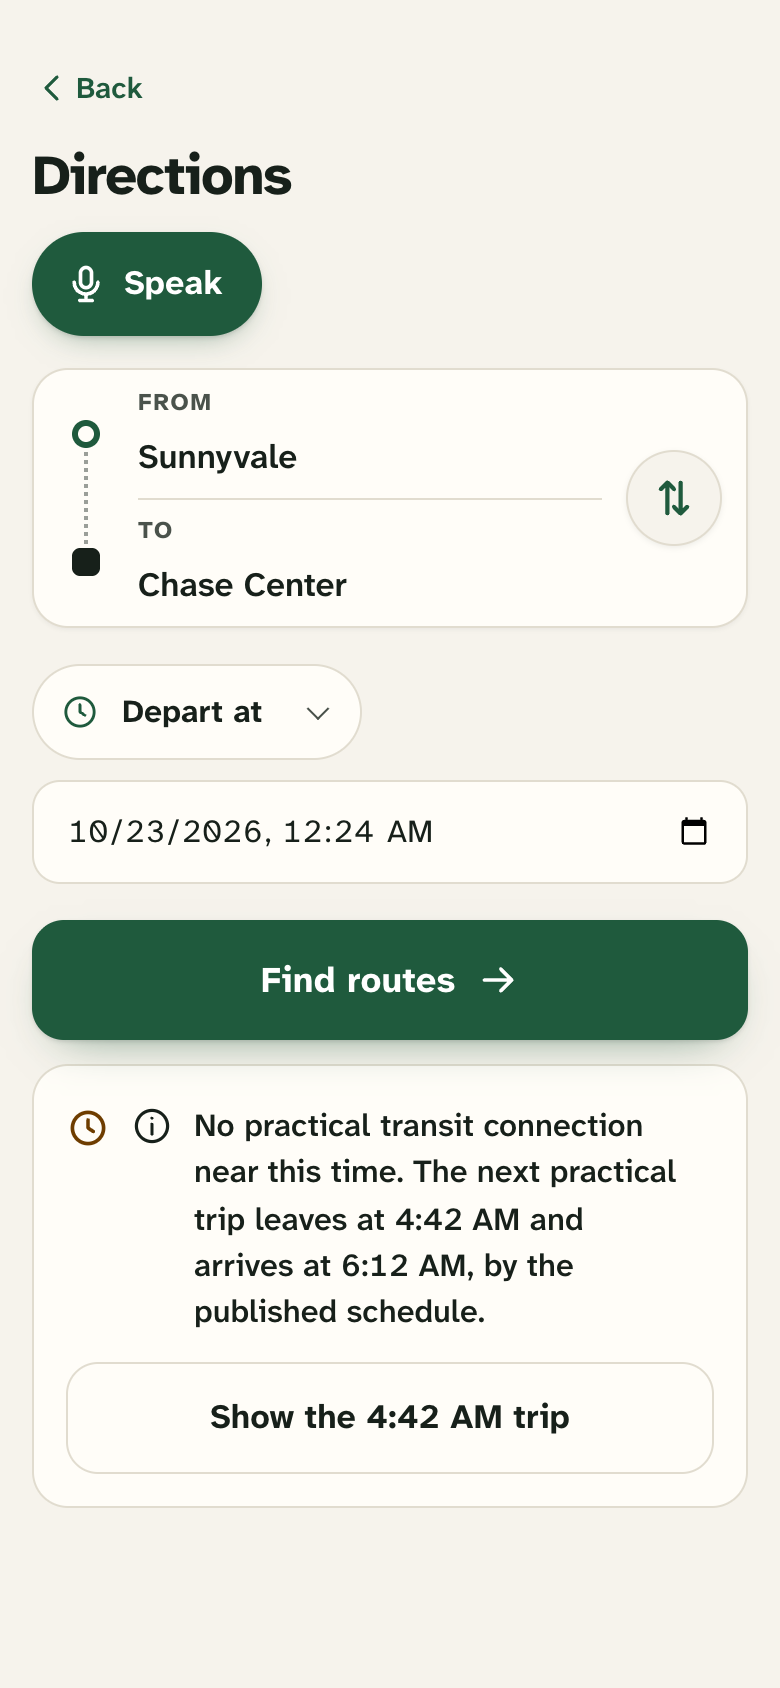 Back
Directions
Speak
FROM
Sunnyvale
TO
Chase Center
Depart at
10/23/2026, 12:24 AM
Find routes
No practical transit connection
near this time. The next practical
trip leaves at 4:42 AM and
arrives at 6:12 AM, by the
published schedule.
Show the 4:42 AM trip